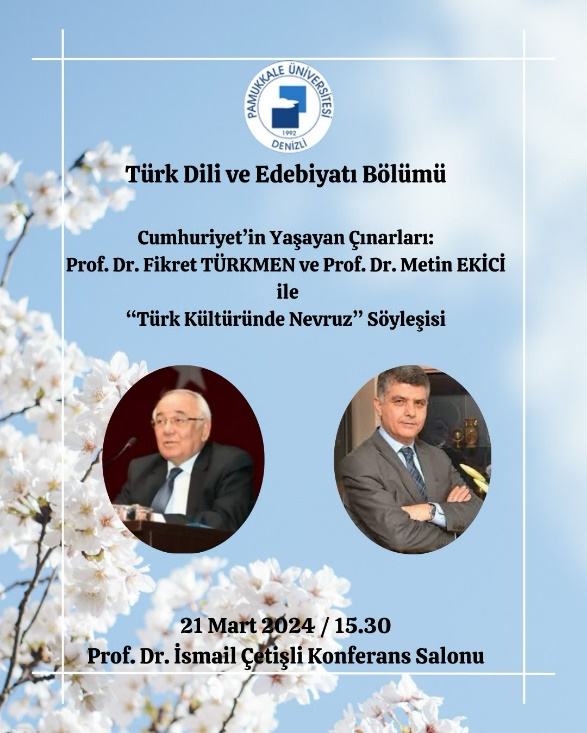 PAMUKKALE ÜNİVERSİTESİ
1992
DENİZLİ
Türk Dili ve Edebiyatı Bölümü
Cumhuriyet'in Yaşayan Çınarları:
Prof. Dr. Fikret TÜRKMEN ve Prof. Dr. Metin EKİCİ
ile
“Türk Kültüründe Nevruz” Söyleşisi
21 Mart 2024 / 15.30
Prof. Dr. İsmail Çetişli Konferans Salonu